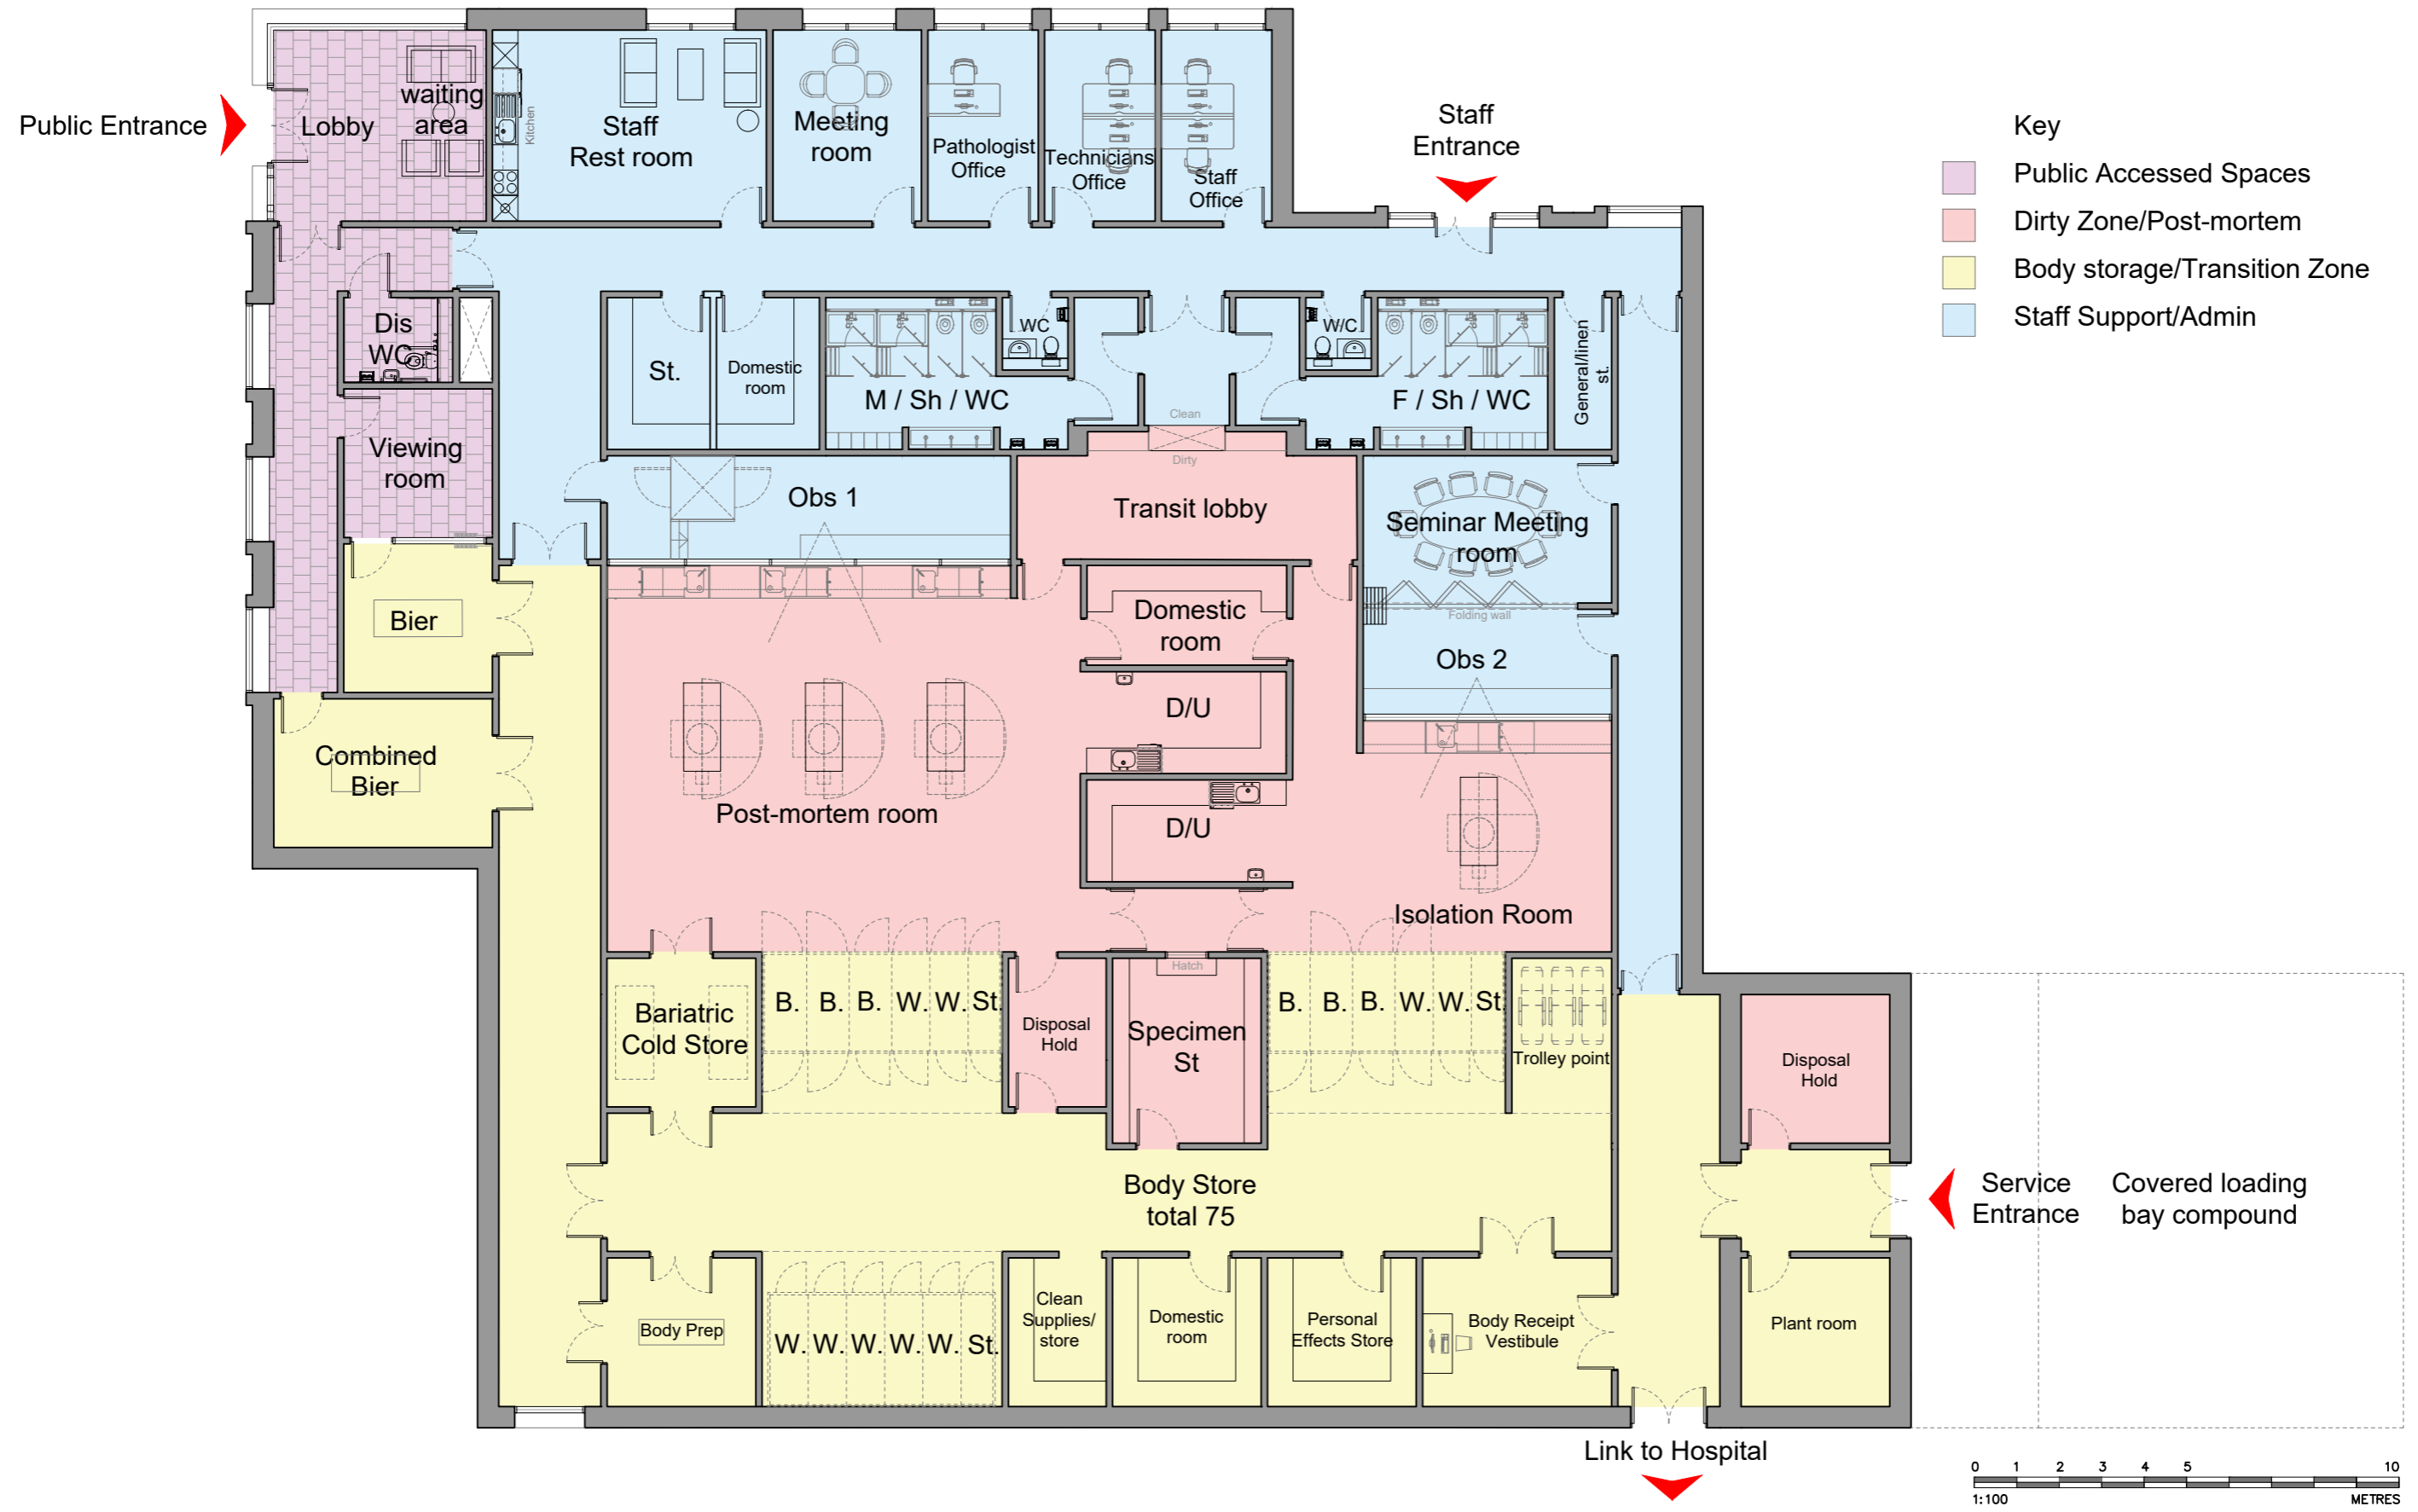 Public Entrance
Lobby
waiting
area
Kitchen
Staff
Rest room
Meeting
room
Pathologist
Office
Technicians
Office
Staff
Office
Staff
Entrance
Key
Public Accessed Spaces
Dirty Zone/Post-mortem
Body storage/Transition Zone
Staff Support/Admin
Dis
WC
St.
Domestic
room
M / Sh / WC
WC
Clean
W/C
F / Sh / WC
General/linen
st.
Viewing
room
Obs 1
Dirty
Transit lobby
Seminar Meeting
room
Folding wall
Bier
Domestic
room
Obs 2
D/U
Combined
Bier
Post-mortem room
D/U
Isolation Room
Hatch
Bariatric
Cold Store
B. B. B. W. W. St.
Disposal
Hold
Specimen
St
B. B. B. W. W. St.
Trolley point
Disposal
Hold
Body Store
total 75
Service
Entrance
Covered loading
bay compound
Body Prep
W. W. W. W. W. St.
Clean
Supplies/
store
Domestic
room
Personal
Effects Store
Body Receipt
Vestibule
Plant room
Link to Hospital
0 1 2 3 4 5 10
1:100 METRES